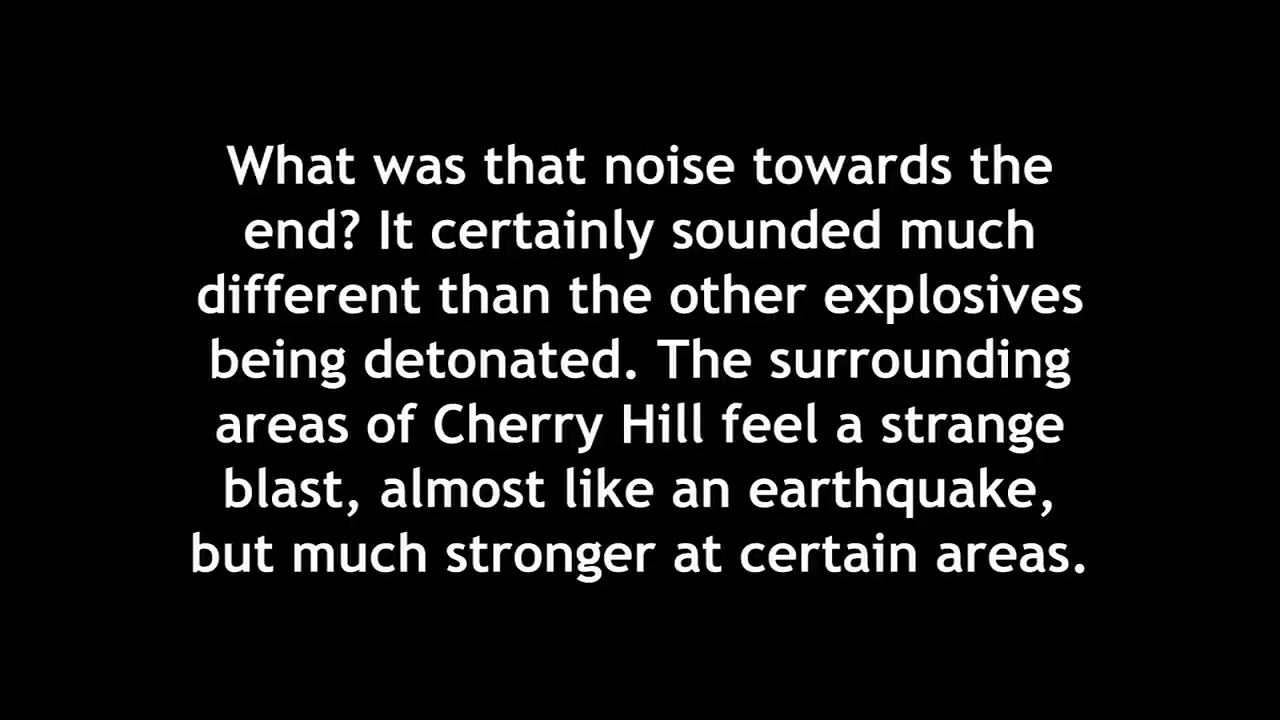 What was that noise towards the
end? It certainly sounded much
different than the other explosives
being detonated. The surrounding
areas of Cherry Hill feel a strange
blast, almost like an earthquake,
but much stronger at certain areas.